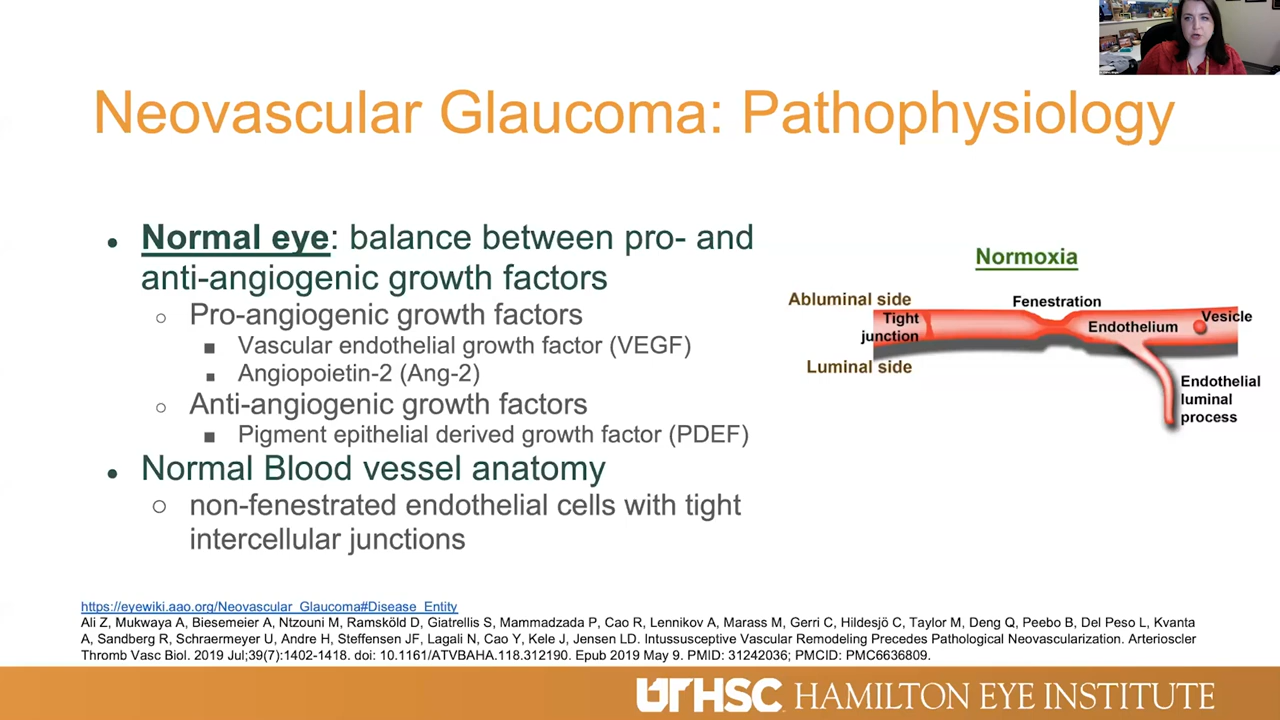 Neovascular Glaucoma: Pathophysiology
• Normal eye: balance between pro- and
anti-angiogenic growth factors
○ Pro-angiogenic growth factors
■ Vascular endothelial growth factor (VEGF)
■ Angiopoietin-2 (Ang-2)
○ Anti-angiogenic growth factors
■ Pigment epithelial derived growth factor (PDEF)
• Normal Blood vessel anatomy
○ non-fenestrated endothelial cells with tight
intercellular junctions
Normoxia
Abluminal side
Fenestration
Tight
junction
Endothelium
Vesicle
Luminal side
Endothelial
luminal
process
https://eyewiki.aao.org/Neovascular_Glaucoma#Disease_Entity
Ali Z, Mukwaya A, Biesemeier A, Ntzouni M, Ramsköld D, Giatrellis S, Mammadzada P, Cao R, Lennikov A, Marass M, Gerri C, Hildesjö C, Taylor M, Deng Q, Peebo B, Del Peso L, Kvanta
A, Sandberg R, Schraermeyer U, Andre H, Steffensen JF, Lagali N, Cao Y, Kele J, Jensen LD. Intussusceptive Vascular Remodeling Precedes Pathological Neovascularization. Arterioscler
Thromb Vasc Biol. 2019 Jul;39(7):1402-1418. doi: 10.1161/ATVBAHA.118.312190. Epub 2019 May 9. PMID: 31242036; PMCID: PMC6636809.
UTHSC HAMILTON EYE INSTITUTE